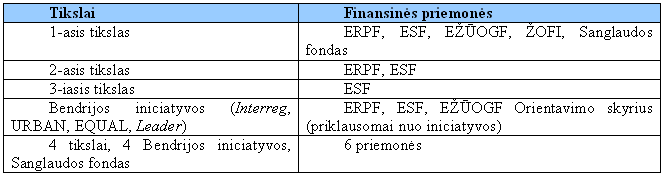 Tikslai
Finansinės priemonės
1-asis tikslas
ERPF, ESF, EŽŪOGF, ŽOFI, Sanglaudos
fondas
2-asis tikslas
ERPF, ESF
3-iasis tikslas
ESF
Bendrijos iniciatyvos (Interreg,
URBAN, EQUAL, Leader)
ERPF, ESF, EŽŪOGF Orientavimo skyrius
(priklausomai nuo iniciatyvos)
4 tikslai, 4 Bendrijos iniciatyvos,
Sanglaudos fondas
6 priemonės